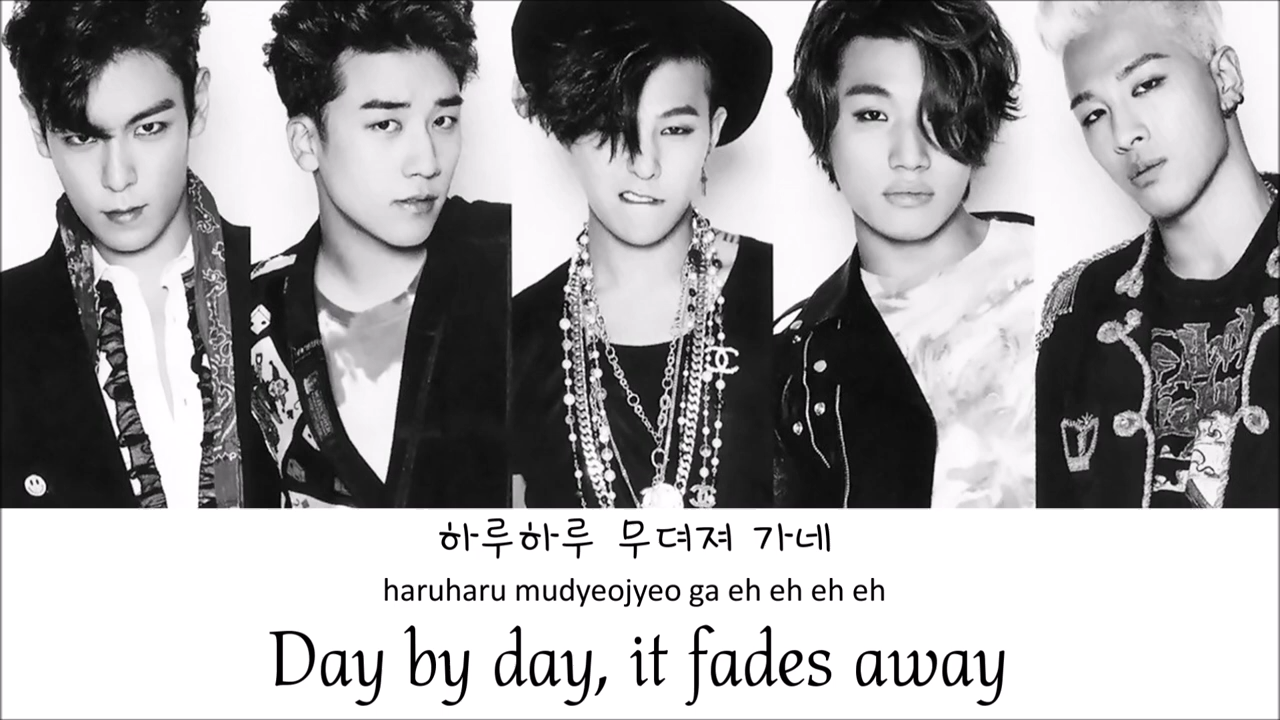 하루하루 무뎌져 가네
haruharu mudyeojyeo ga eh eh eh eh
Day by day, it fades away